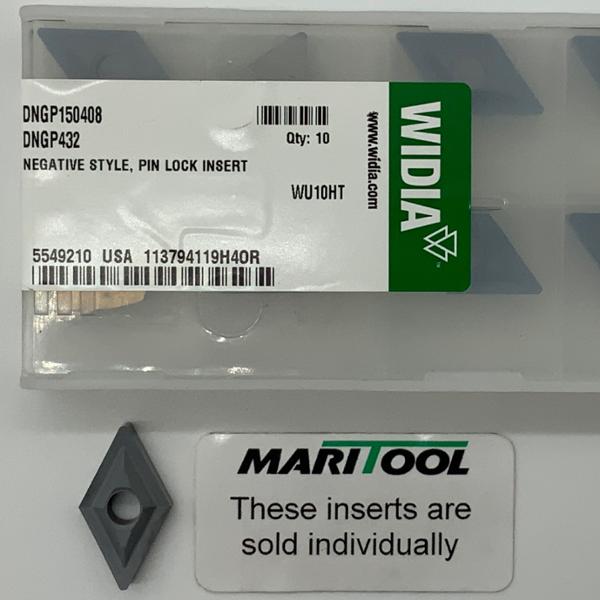 DNGP150408
DNGP432
Qty: 10
NEGATIVE STYLE, PIN LOCK INSERT
WU10HT
5549210 USA 113794119H40R
www.widia.com
WIDIA
MARITOOL
These inserts are
sold individually